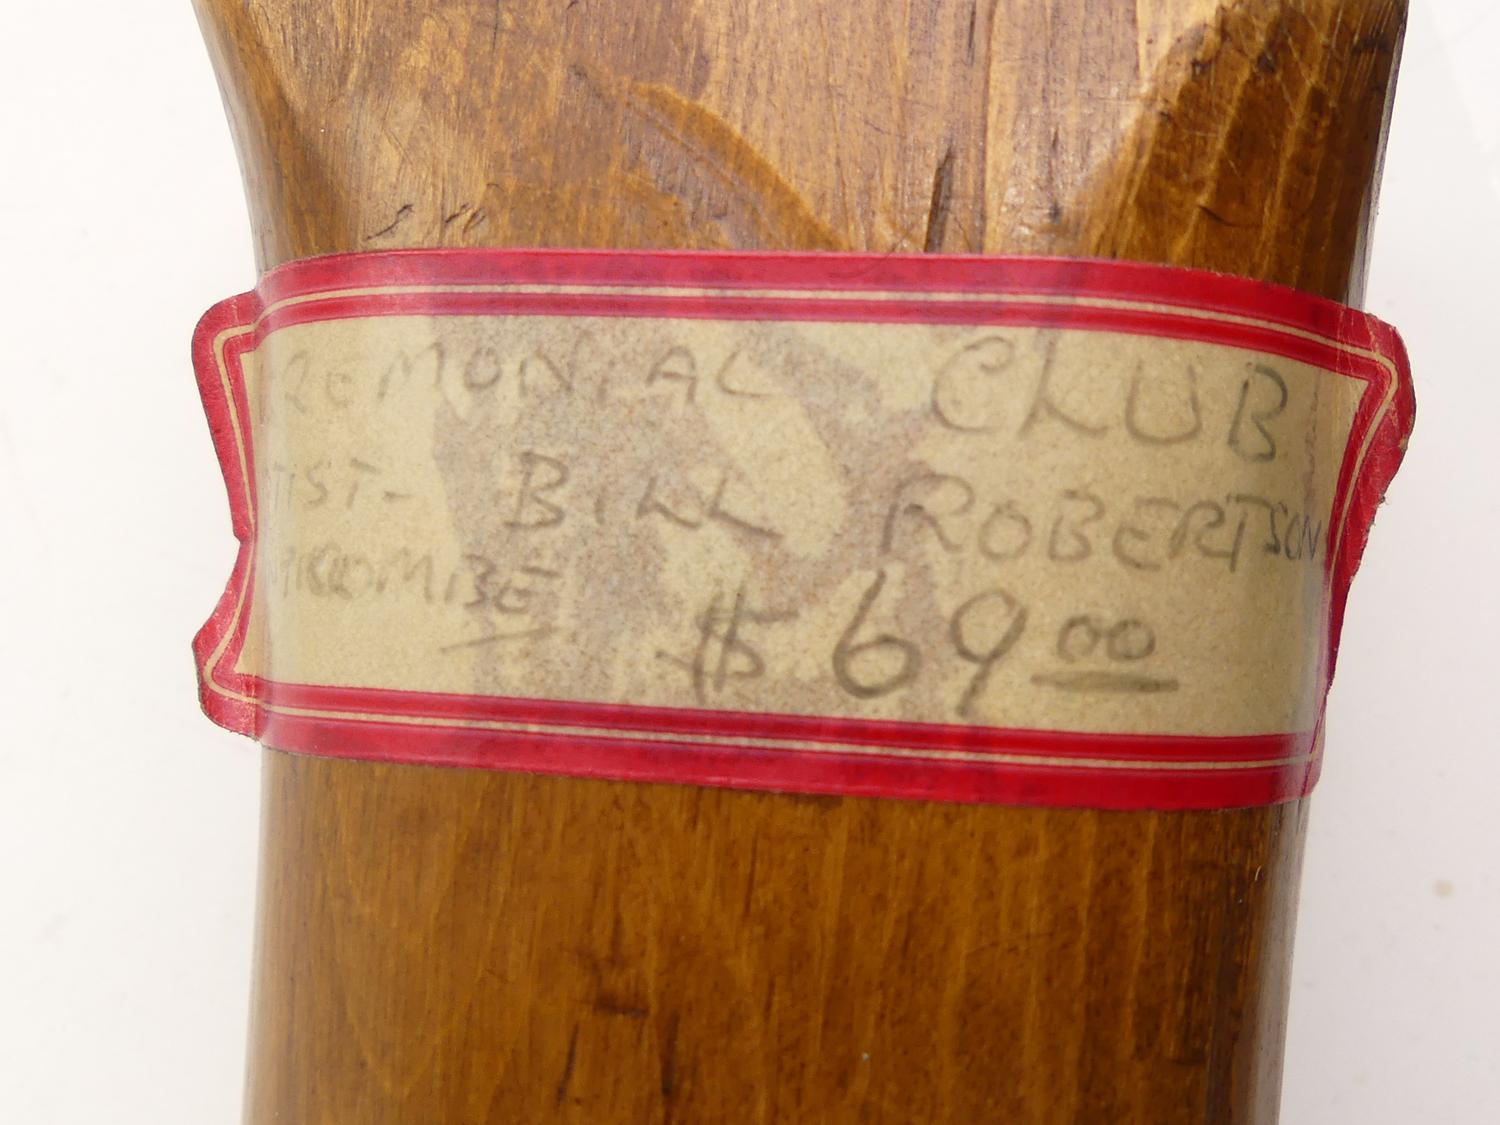 REMONIAL CLUB
TIST- BILL ROBERTSON
$69.00